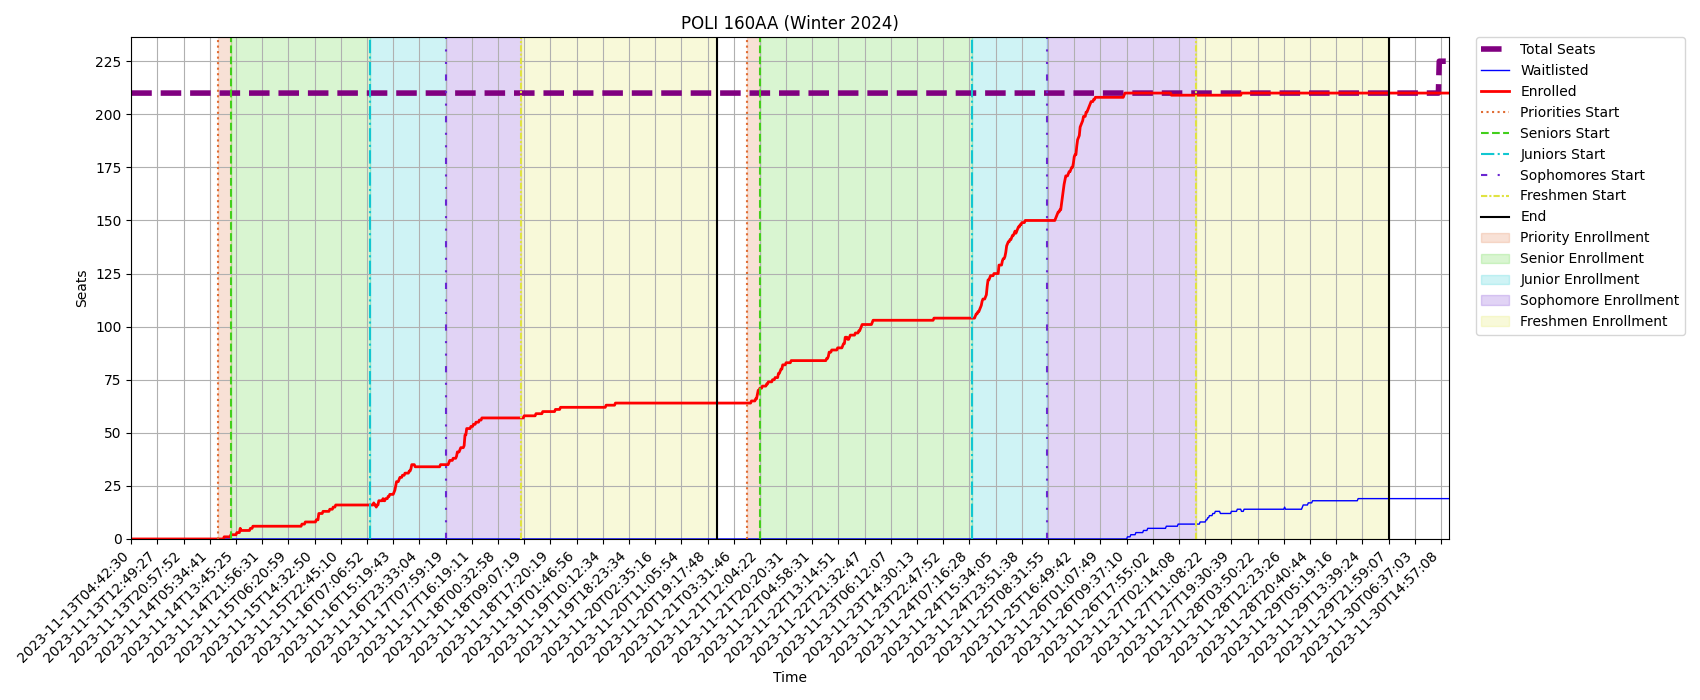 POLI 160AA (Winter 2024)
Seats
225
200
175
150
125
100
75
50
25
0
2023-11-13T04:42:30
2023-11-13T12:49:27
2023-11-13T20:57:52
2023-11-14T05:34:41
2023-11-14T13:45:25
2023-11-14T21:56:31
2023-11-15T06:20:59
2023-11-15T14:32:50
2023-11-15T22:45:10
2023-11-16T07:06:52
2023-11-16T15:19:43
2023-11-16T23:33:04
2023-11-17T07:59:19
2023-11-17T16:19:11
2023-11-18T00:32:58
2023-11-18T09:07:19
2023-11-18T17:20:19
2023-11-19T01:46:56
2023-11-19T10:12:34
2023-11-19T18:23:34
2023-11-20T02:35:16
2023-11-20T11:05:54
2023-11-20T19:17:48
2023-11-21T03:31:46
2023-11-21T12:04:22
2023-11-21T20:20:31
2023-11-22T04:58:31
2023-11-22T13:14:51
2023-11-22T21:32:47
2023-11-23T06:12:07
2023-11-23T14:30:13
2023-11-23T22:47:52
2023-11-24T07:16:28
2023-11-24T15:34:05
2023-11-24T23:51:38
2023-11-25T08:31:55
2023-11-25T16:49:42
2023-11-26T01:07:49
2023-11-26T09:37:10
2023-11-26T17:55:02
2023-11-27T02:14:08
2023-11-27T11:08:22
2023-11-27T19:30:39
2023-11-28T03:50:22
2023-11-28T12:23:26
2023-11-28T20:40:44
2023-11-29T05:19:16
2023-11-29T13:39:24
2023-11-29T21:59:07
2023-11-30T06:37:03
2023-11-30T14:57:08
Time
Total Seats
Waitlisted
Enrolled
Priorities Start
Seniors Start
Juniors Start
Sophomores Start
Freshmen Start
End
Priority Enrollment
Senior Enrollment
Junior Enrollment
Sophomore Enrollment
Freshmen Enrollment